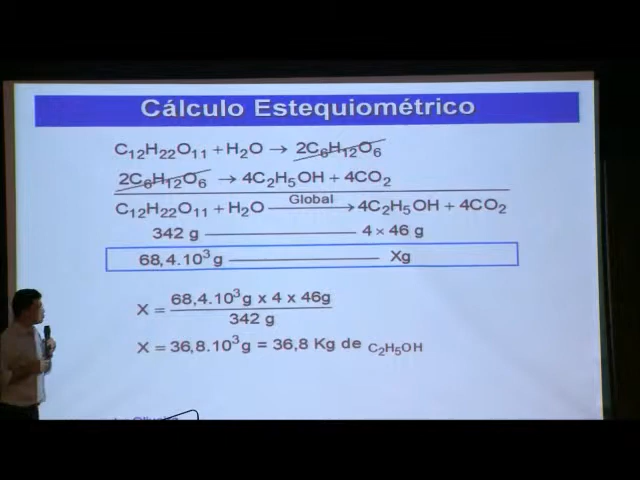 Cálculo Estequiométrico
C₁₂H₂₂O₁₁ + H₂O → 2C₆H₁₂O₆
2C₆H₁₂O₆ → 4C₂H₅OH + 4CO₂
Global
C₁₂H₂₂O₁₁ + H₂O → 4C₂H₅OH + 4CO₂
342 g 4 × 46 g
68,4.10³ g Xg
X = 68,4.10³g x 4 x 46g
342 g
X = 36,8.10³g = 36,8 Kg de C₂H₅OH